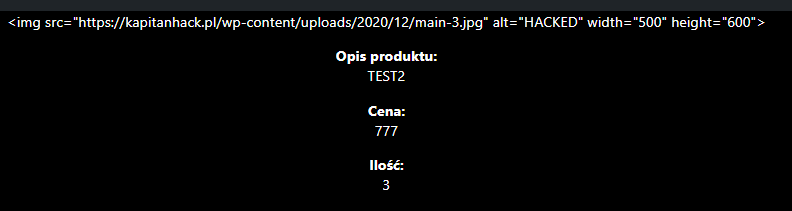 <img src="https://kapitanhack.pl/wp-content/uploads/2020/12/main-3.jpg" alt="HACKED" width="500" height="600">
Opis produktu:
TEST2
Cena:
777
Ilość:
3